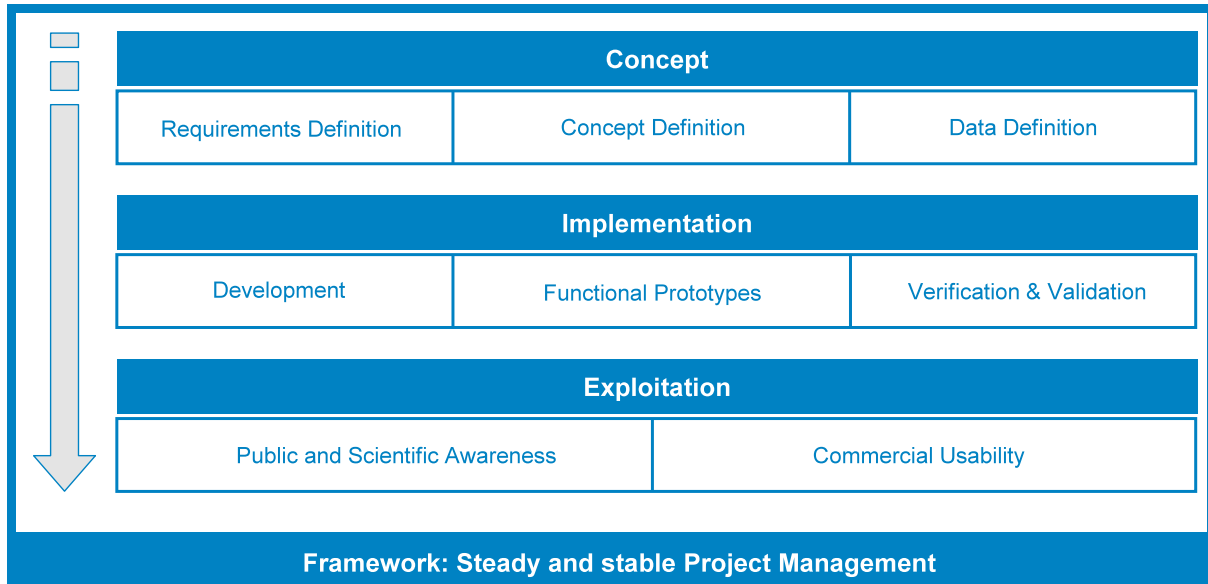 Concept
Requirements Definition
Concept Definition
Data Definition
Implementation
Development
Functional Prototypes
Verification & Validation
Exploitation
Public and Scientific Awareness
Commercial Usability
Framework: Steady and stable Project Management